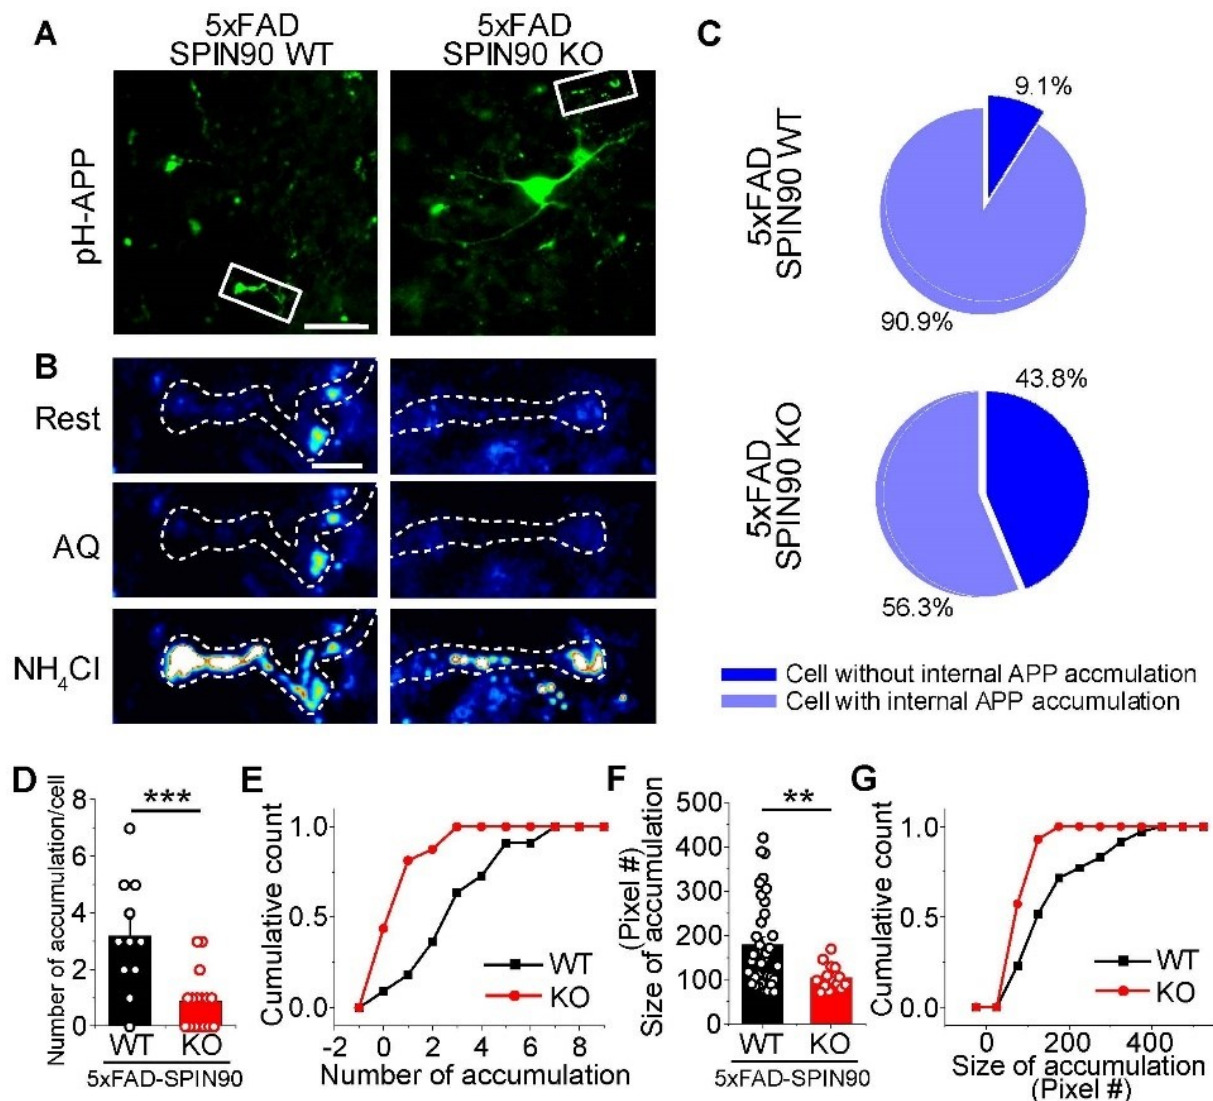 A
5xFAD
SPIN90 WT
5xFAD
SPIN90 KO
pH-APP
B
Rest
AQ
NH₄Cl
C
5xFAD
SPIN90 WT
9.1%
90.9%
5xFAD
SPIN90 KO
43.8%
56.3%
Cell without internal APP accmulation
Cell with internal APP accumulation
D
Number of accumulation/cell
8
6
4
2
0
***
WT
KO
5xFAD-SPIN90
E
Cumulative count
1.0
0.5
0.0
WT
KO
-2
0
2
4
6
8
Number of accumulation
F
Size of accumulation
(Pixel #)
500
400
300
200
100
0
**
WT
KO
5xFAD-SPIN90
G
Cumulative count
1.0
0.5
0.0
WT
KO
0
200
400
Size of accumulation
(Pixel #)